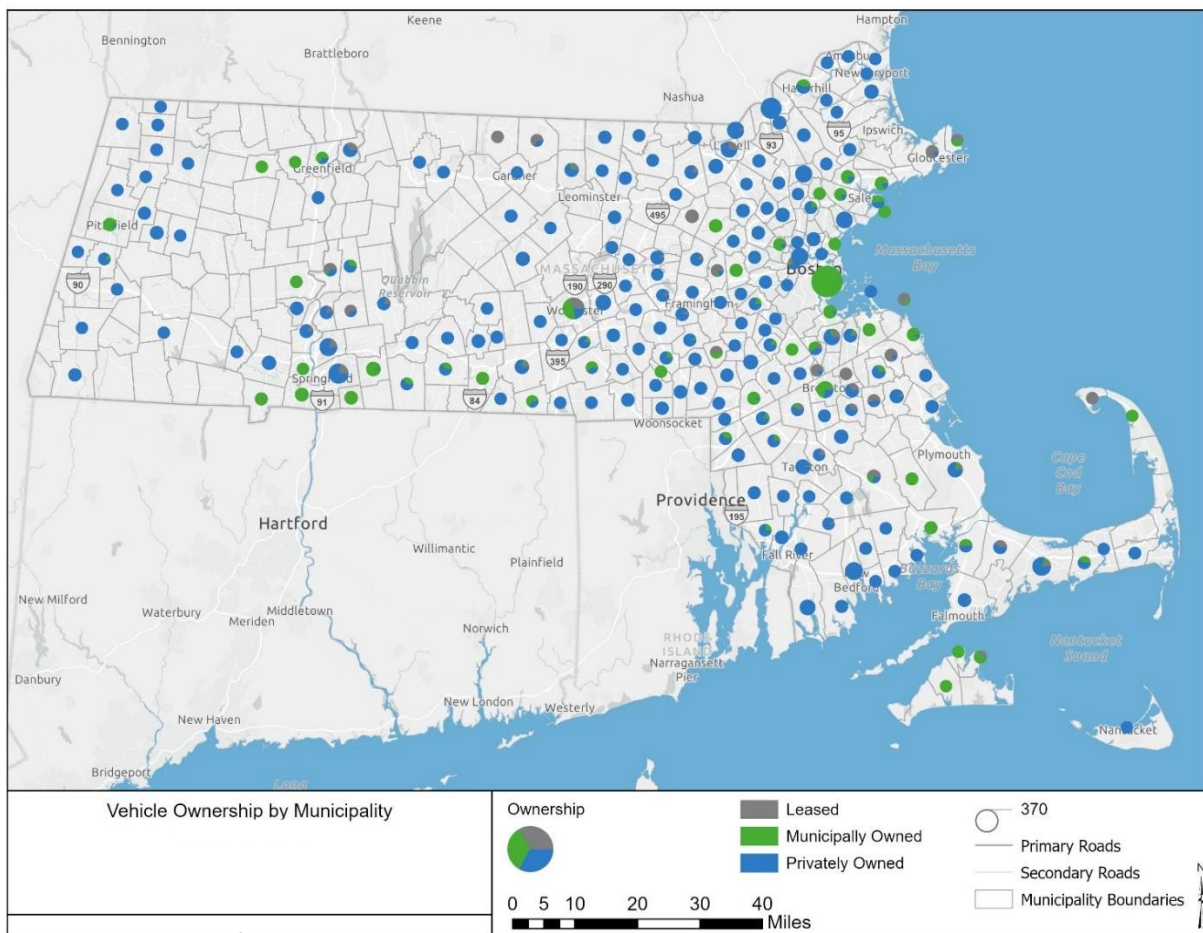 Hampton
Keene
Bennington
Brattleboro
Nashua
Haverhill
95
93
Ipswich
Gloucester
Greenfield
Gardner
Leominster
495
Pittsfield
Massachusetts
Bay
90
Quabbin
Reservoir
MASSACHUSETTS
190
290
Boston
Worcester
Framingham
395
Springfield
91
84
Brockton
Woonsocket
Cape
Cod
Bay
Plymouth
Taunton
Providence
195
Hartford
Willimantic
Plainfield
Fall River
New
Bedford
Buzzards
Bay
Falmouth
New Milford
Waterbury
Meriden
Middletown
Norwich
RHODE
ISLAND
Narragansett
Pier
Nantucket
Sound
Danbury
New London
Westerly
New Haven
Nantucket
Bridgeport
Long
Vehicle Ownership by Municipality
Ownership
Leased
Municipally Owned
Privately Owned
0 5 10 20 30 40
Miles
370
Primary Roads
Secondary Roads
Municipality Boundaries
N